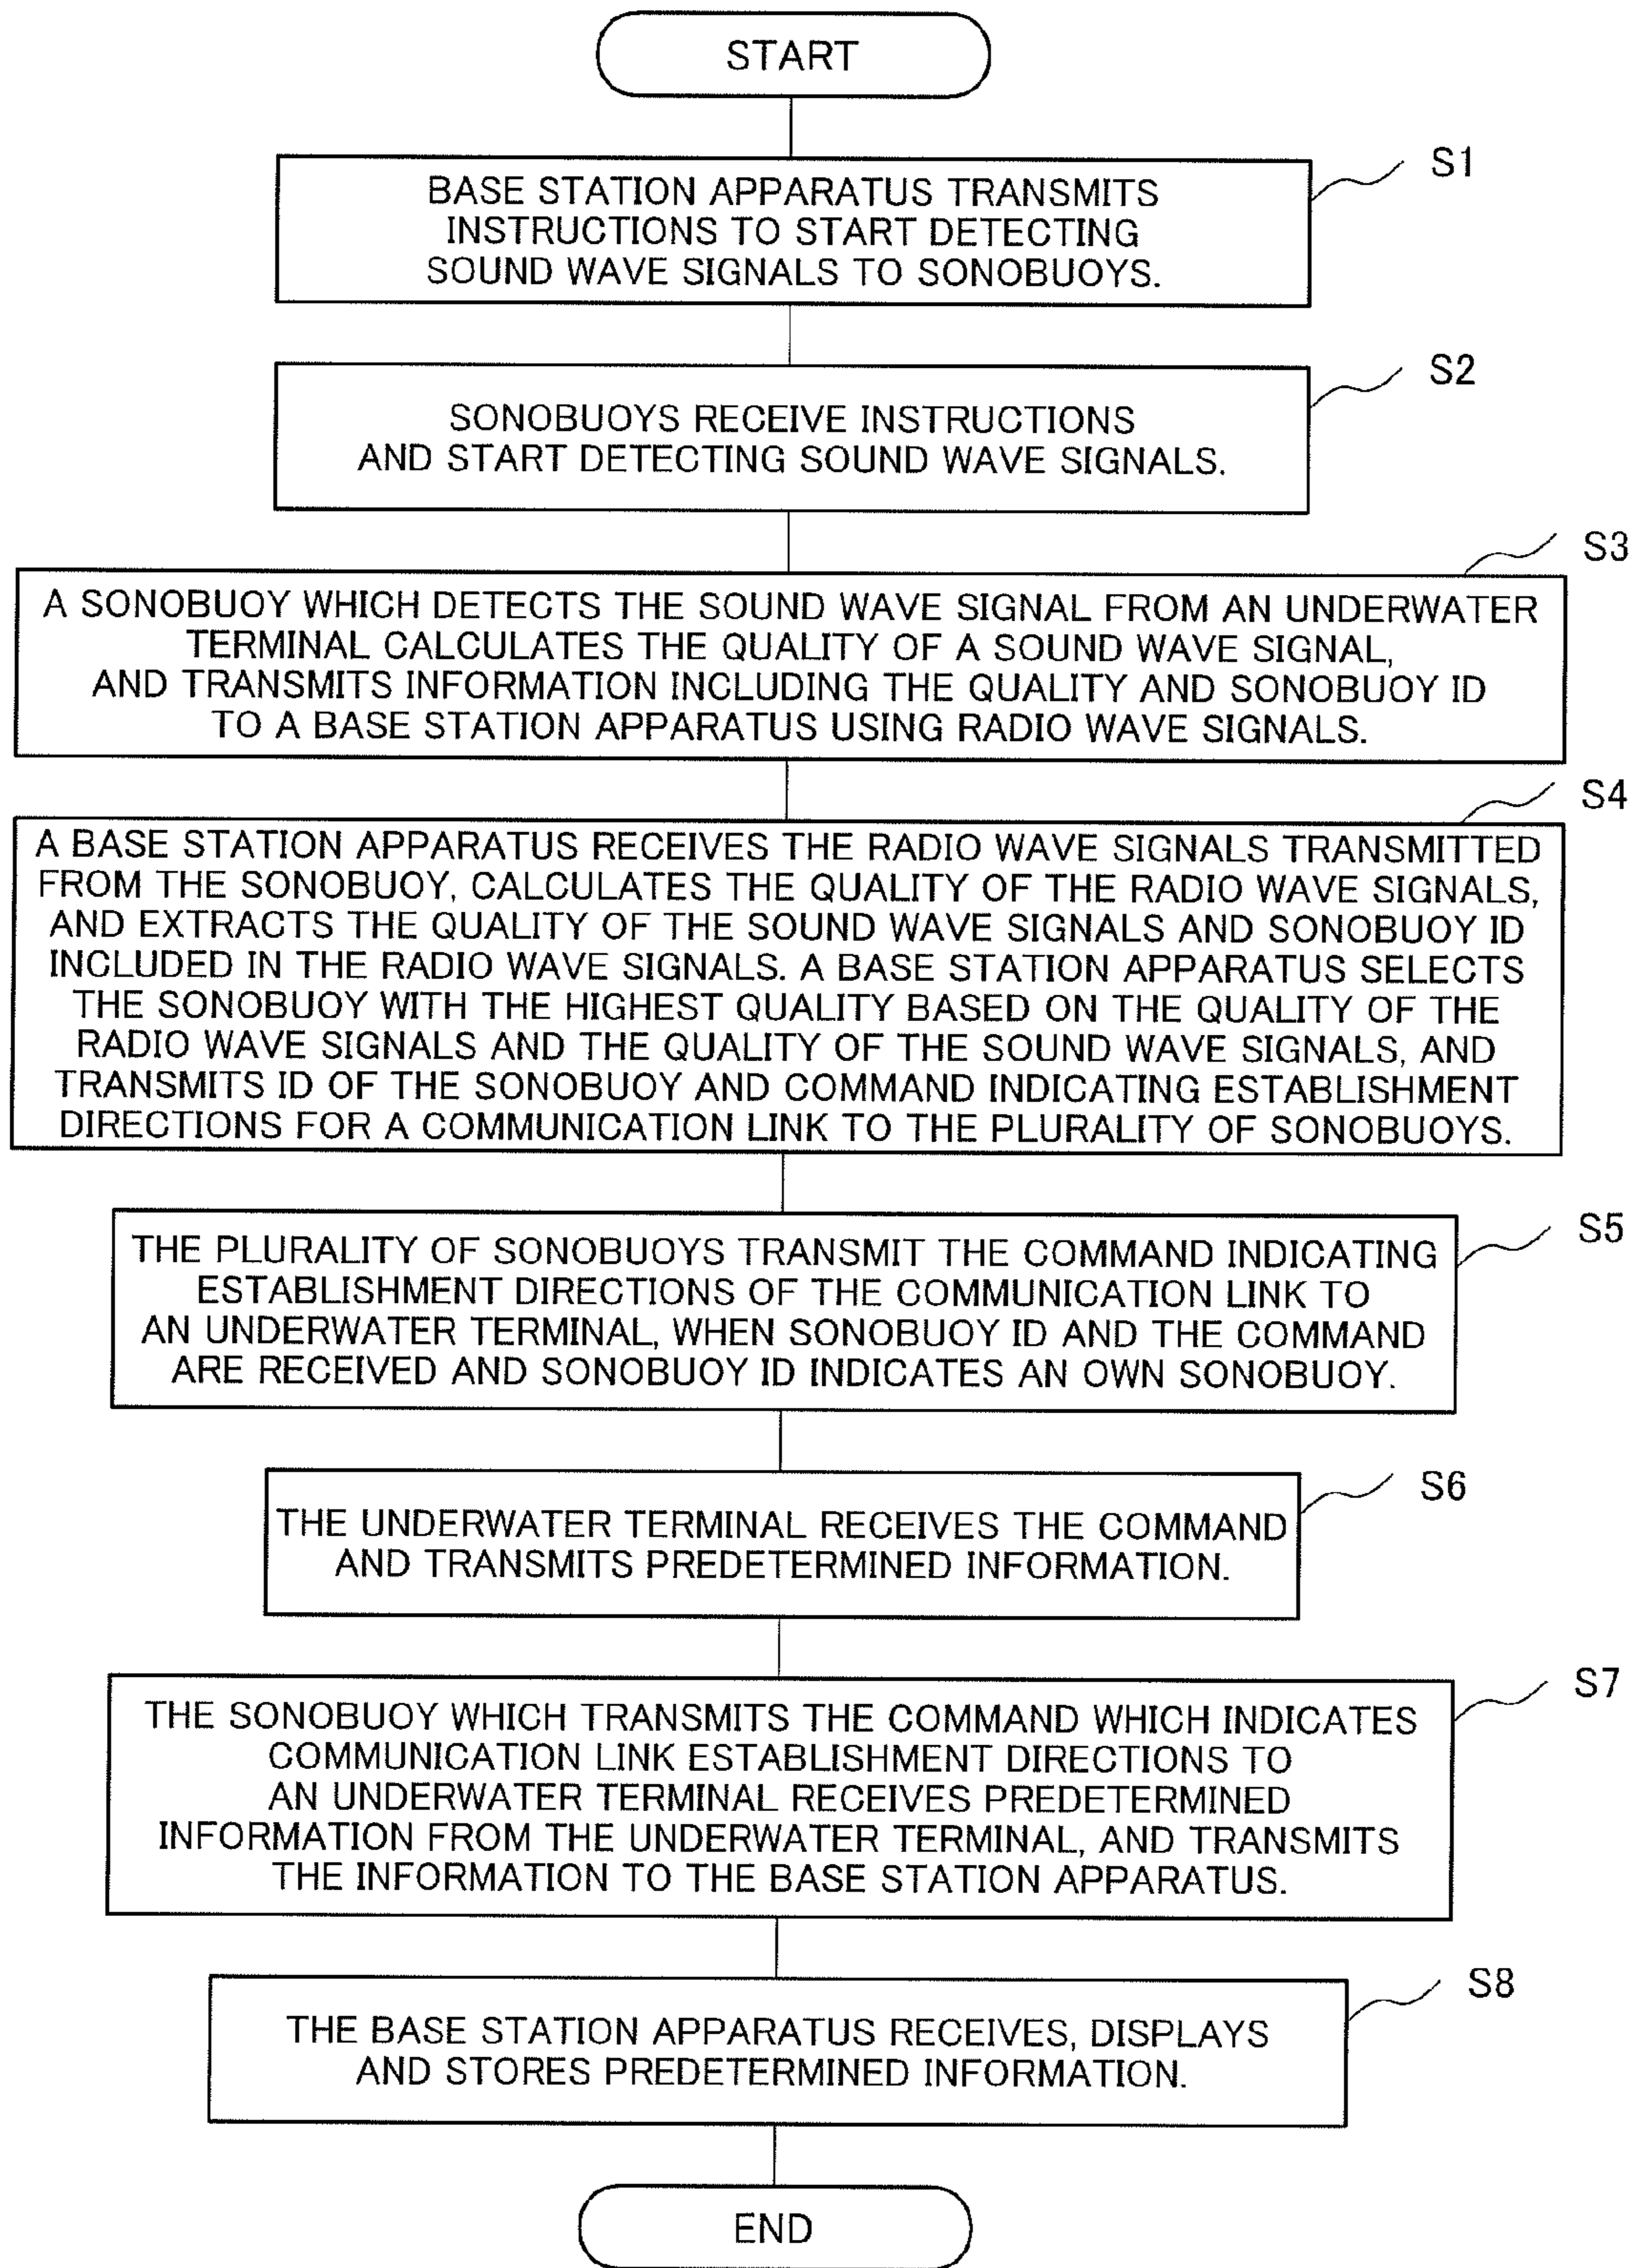 START
S1
BASE STATION APPARATUS TRANSMITS
INSTRUCTIONS TO START DETECTING
SOUND WAVE SIGNALS TO SONOBUOYS.
S2
SONOBUOYS RECEIVE INSTRUCTIONS
AND START DETECTING SOUND WAVE SIGNALS.
S3
A SONOBUOY WHICH DETECTS THE SOUND WAVE SIGNAL FROM AN UNDERWATER
TERMINAL CALCULATES THE QUALITY OF A SOUND WAVE SIGNAL,
AND TRANSMITS INFORMATION INCLUDING THE QUALITY AND SONOBUOY ID
TO A BASE STATION APPARATUS USING RADIO WAVE SIGNALS.
S4
A BASE STATION APPARATUS RECEIVES THE RADIO WAVE SIGNALS TRANSMITTED
FROM THE SONOBUOY, CALCULATES THE QUALITY OF THE RADIO WAVE SIGNALS,
AND EXTRACTS THE QUALITY OF THE SOUND WAVE SIGNALS AND SONOBUOY ID
INCLUDED IN THE RADIO WAVE SIGNALS. A BASE STATION APPARATUS SELECTS
THE SONOBUOY WITH THE HIGHEST QUALITY BASED ON THE QUALITY OF THE
RADIO WAVE SIGNALS AND THE QUALITY OF THE SOUND WAVE SIGNALS, AND
TRANSMITS ID OF THE SONOBUOY AND COMMAND INDICATING ESTABLISHMENT
DIRECTIONS FOR A COMMUNICATION LINK TO THE PLURALITY OF SONOBUOYS.
S5
THE PLURALITY OF SONOBUOYS TRANSMIT THE COMMAND INDICATING
ESTABLISHMENT DIRECTIONS OF THE COMMUNICATION LINK TO
AN UNDERWATER TERMINAL, WHEN SONOBUOY ID AND THE COMMAND
ARE RECEIVED AND SONOBUOY ID INDICATES AN OWN SONOBUOY.
S6
THE UNDERWATER TERMINAL RECEIVES THE COMMAND
AND TRANSMITS PREDETERMINED INFORMATION.
S7
THE SONOBUOY WHICH TRANSMITS THE COMMAND WHICH INDICATES
COMMUNICATION LINK ESTABLISHMENT DIRECTIONS TO
AN UNDERWATER TERMINAL RECEIVES PREDETERMINED
INFORMATION FROM THE UNDERWATER TERMINAL, AND TRANSMITS
THE INFORMATION TO THE BASE STATION APPARATUS.
S8
THE BASE STATION APPARATUS RECEIVES, DISPLAYS
AND STORES PREDETERMINED INFORMATION.
END